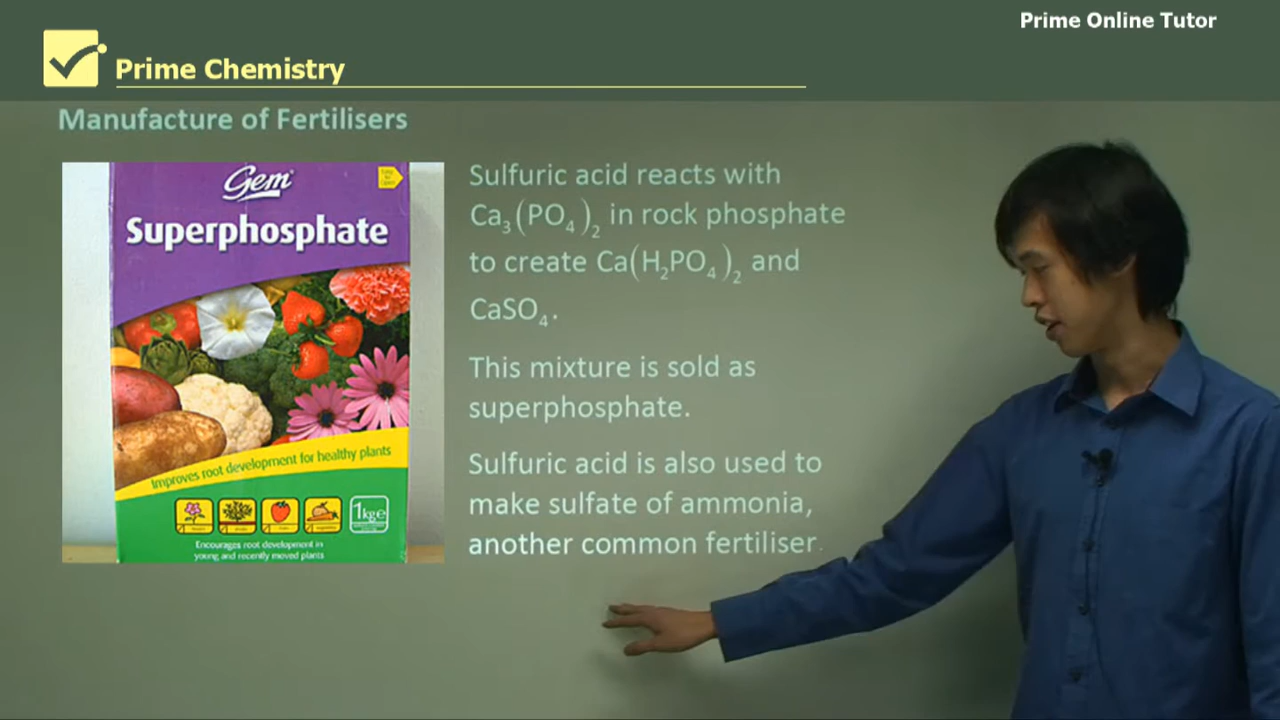 Prime Online Tutor
Prime Chemistry
Manufacture of Fertilisers
Gem
Superphosphate
Improves root development for healthy plants
1kg e
Encourages root development in
young and recently moved plants
Sulfuric acid reacts with
Ca₃(PO₄)₂ in rock phosphate
to create Ca(H₂PO₄)₂ and
CaSO₄.
This mixture is sold as
superphosphate.
Sulfuric acid is also used to
make sulfate of ammonia,
another common fertiliser.